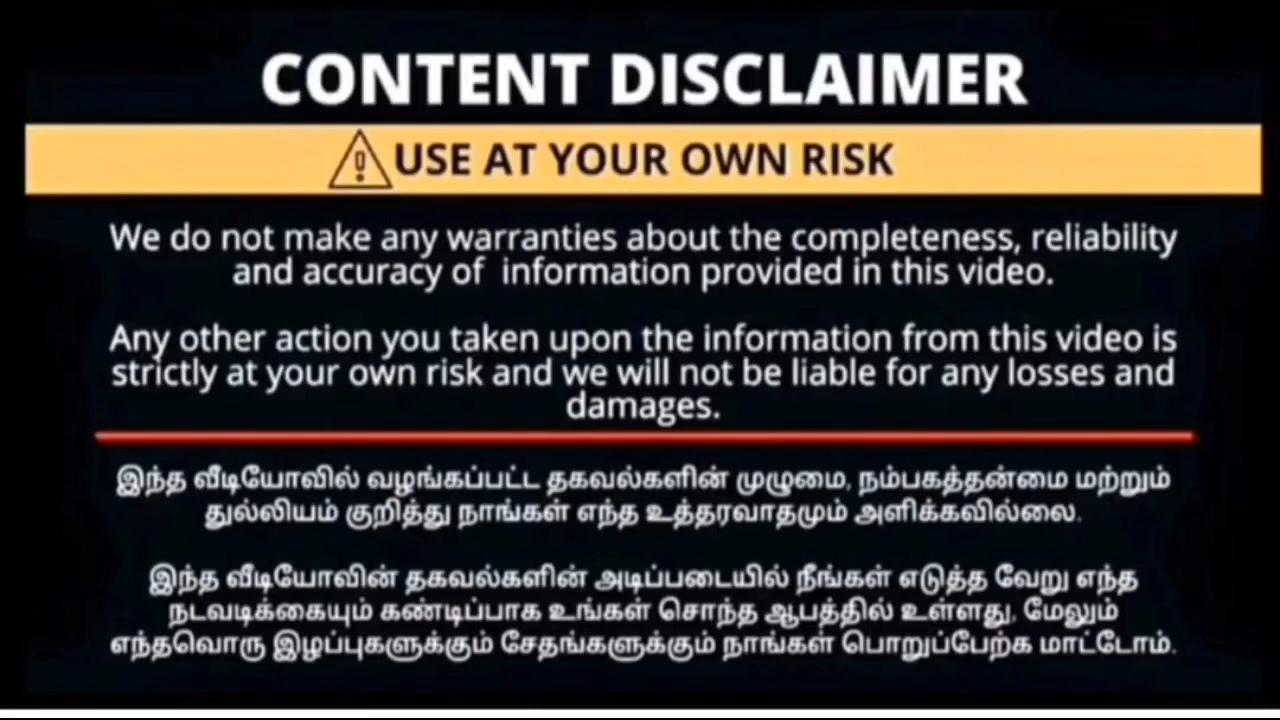 CONTENT DISCLAIMER
USE AT YOUR OWN RISK
We do not make any warranties about the completeness, reliability
and accuracy of information provided in this video.
Any other action you taken upon the information from this video is
strictly at your own risk and we will not be liable for any losses and
damages.
இந்த வீடியோவில் வழங்கப்பட்ட தகவல்களின் முழுமை, நம்பகத்தன்மை மற்றும்
துல்லியம் குறித்து நாங்கள் எந்த உத்தரவாதமும் அளிக்கவில்லை.
இந்த வீடியோவின் தகவல்களின் அடிப்படையில் நீங்கள் எடுத்த வேறு எந்த
நடவடிக்கையும் கண்டிப்பாக உங்கள் சொந்த ஆபத்தில் உள்ளது, மேலும்
எந்தவொரு இழப்புகளுக்கும் சேதங்களுக்கும் நாங்கள் பொறுப்பேற்க மாட்டோம்.